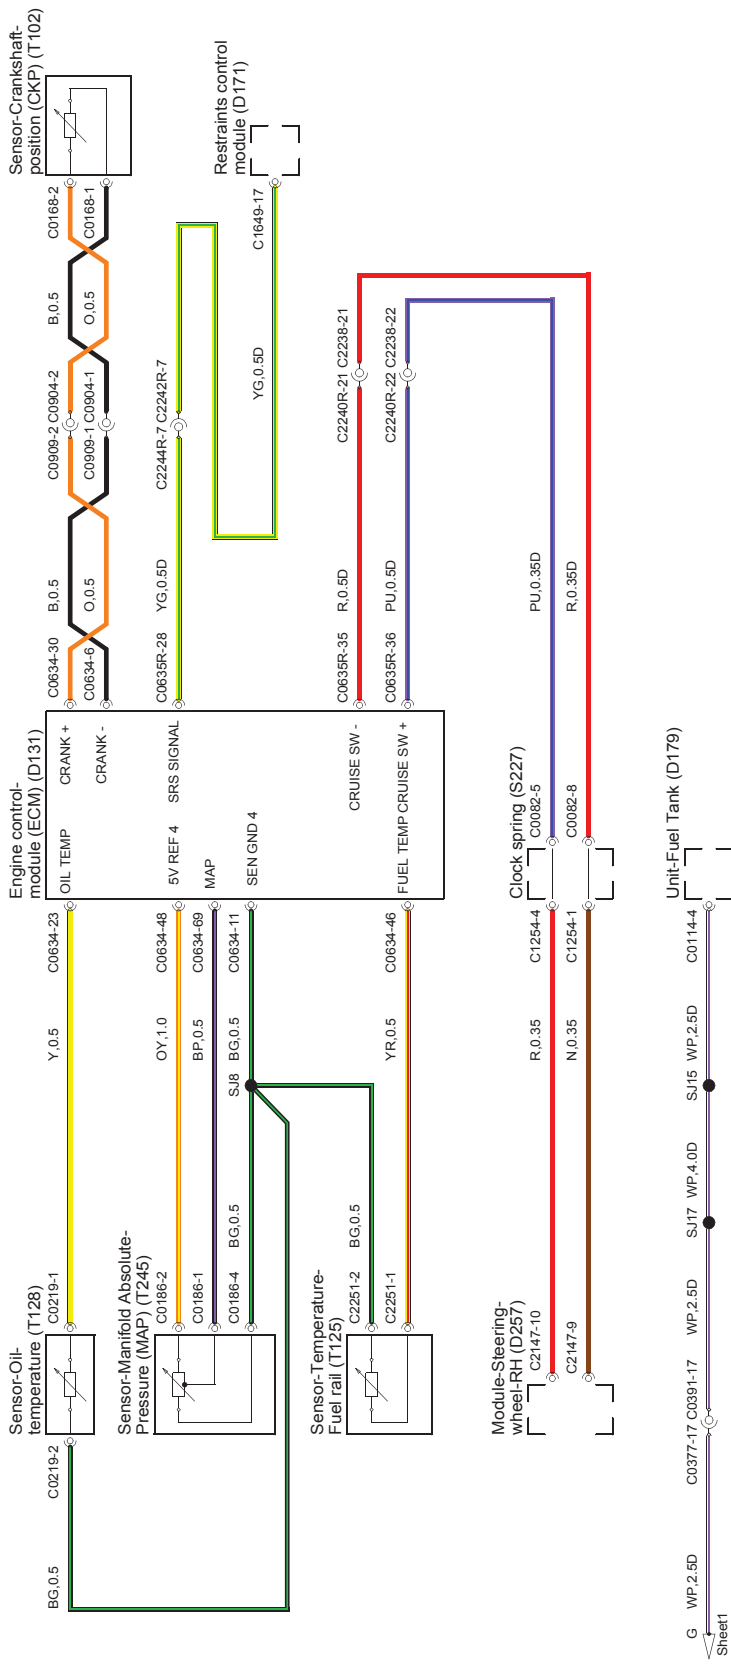 Sensor-Crankshaft-
position (CKP) (T102)
C0168-2
C0168-1
B,0.5
O,0.5
C0904-2
C0904-1
C0909-2
C0909-1
B,0.5
O,0.5
C0634-30
C0634-6
Restraints control
module (D171)
C1649-17
YG,0.5D
C2242R-7
C2244R-7
YG,0.5D
C0635R-28
C2238-21
C2240R-21
C2238-22
C2240R-22
R,0.5D
PU,0.5D
C0635R-35
C0635R-36
PU,0.35D
R,0.35D
Engine control-
module (ECM) (D131)
OIL TEMP
CRANK +
CRANK -
5V REF 4
SRS SIGNAL
MAP
SEN GND 4
CRUISE SW -
FUEL TEMP
CRUISE SW +
C0634-23
C0634-48
C0634-69
C0634-11
C0634-46
Y,0.5
OY,1.0
BP,0.5
BG,0.5
YR,0.5
SJ8
BG,0.5
BG,0.5
Clock spring (S227)
C0082-5
C0082-8
C1254-4
C1254-1
R,0.35
N,0.35
Unit-Fuel Tank (D179)
C0114-4
WP,2.5D
SJ15
WP,4.0D
SJ17
WP,2.5D
C0391-17
C0377-17
WP,2.5D
G
Sheet1
Sensor-Oil-
temperature (T128)
C0219-1
C0219-2
BG,0.5
Sensor-Manifold Absolute-
Pressure (MAP) (T245)
C0186-2
C0186-1
C0186-4
Sensor-Temperature-
Fuel rail (T125)
C2251-2
C2251-1
Module-Steering-
wheel-RH (D257)
C2147-10
C2147-9